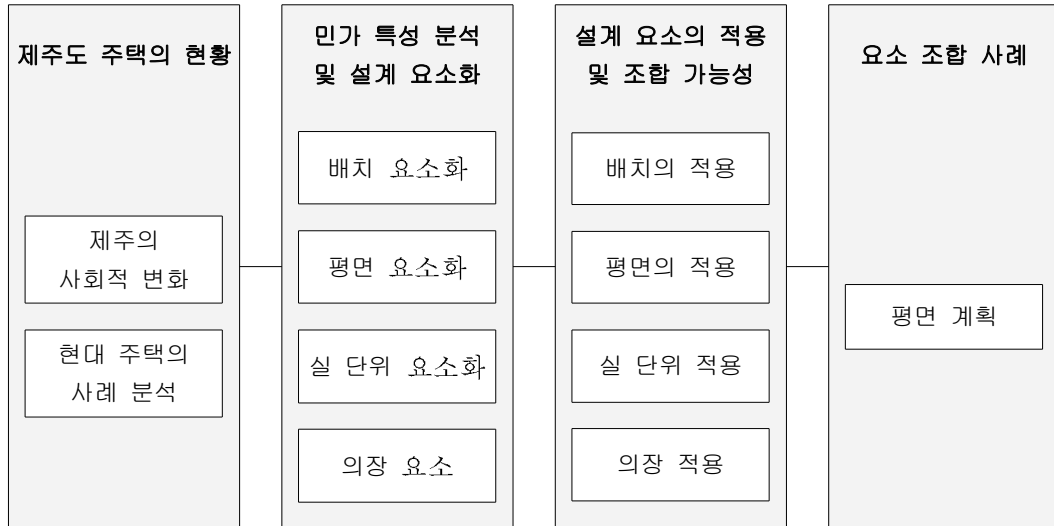 제주도 주택의 현황
제주의
사회적 변화
현대 주택의
사례 분석
민가 특성 분석
및 설계 요소화
배치 요소화
평면 요소화
실 단위 요소화
의장 요소
설계 요소의 적용
및 조합 가능성
배치의 적용
평면의 적용
실 단위 적용
의장 적용
요소 조합 사례
평면 계획